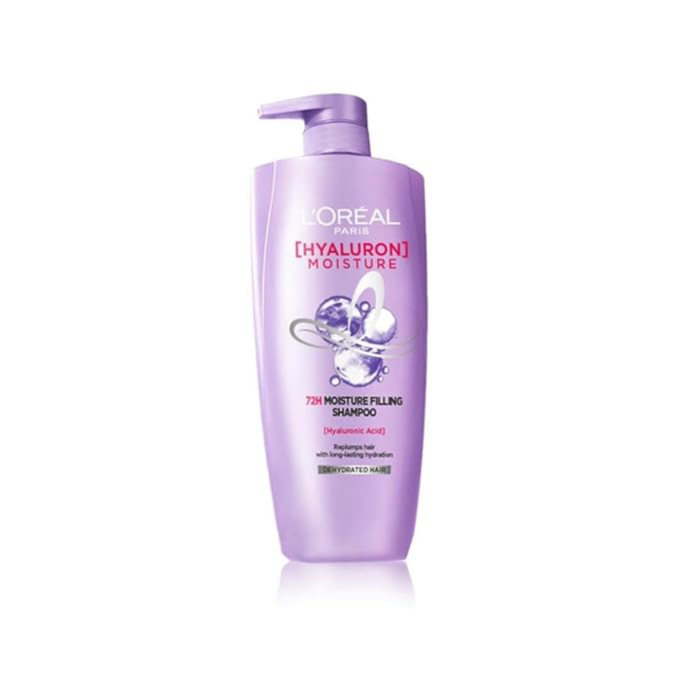 L'ORÉAL
PARIS
[HYALURON]
MOISTURE
72H MOISTURE FILLING
SHAMPOO
[Hyaluronic Acid]
Replumps hair
with long-lasting hydration
DEHYDRATED HAIR